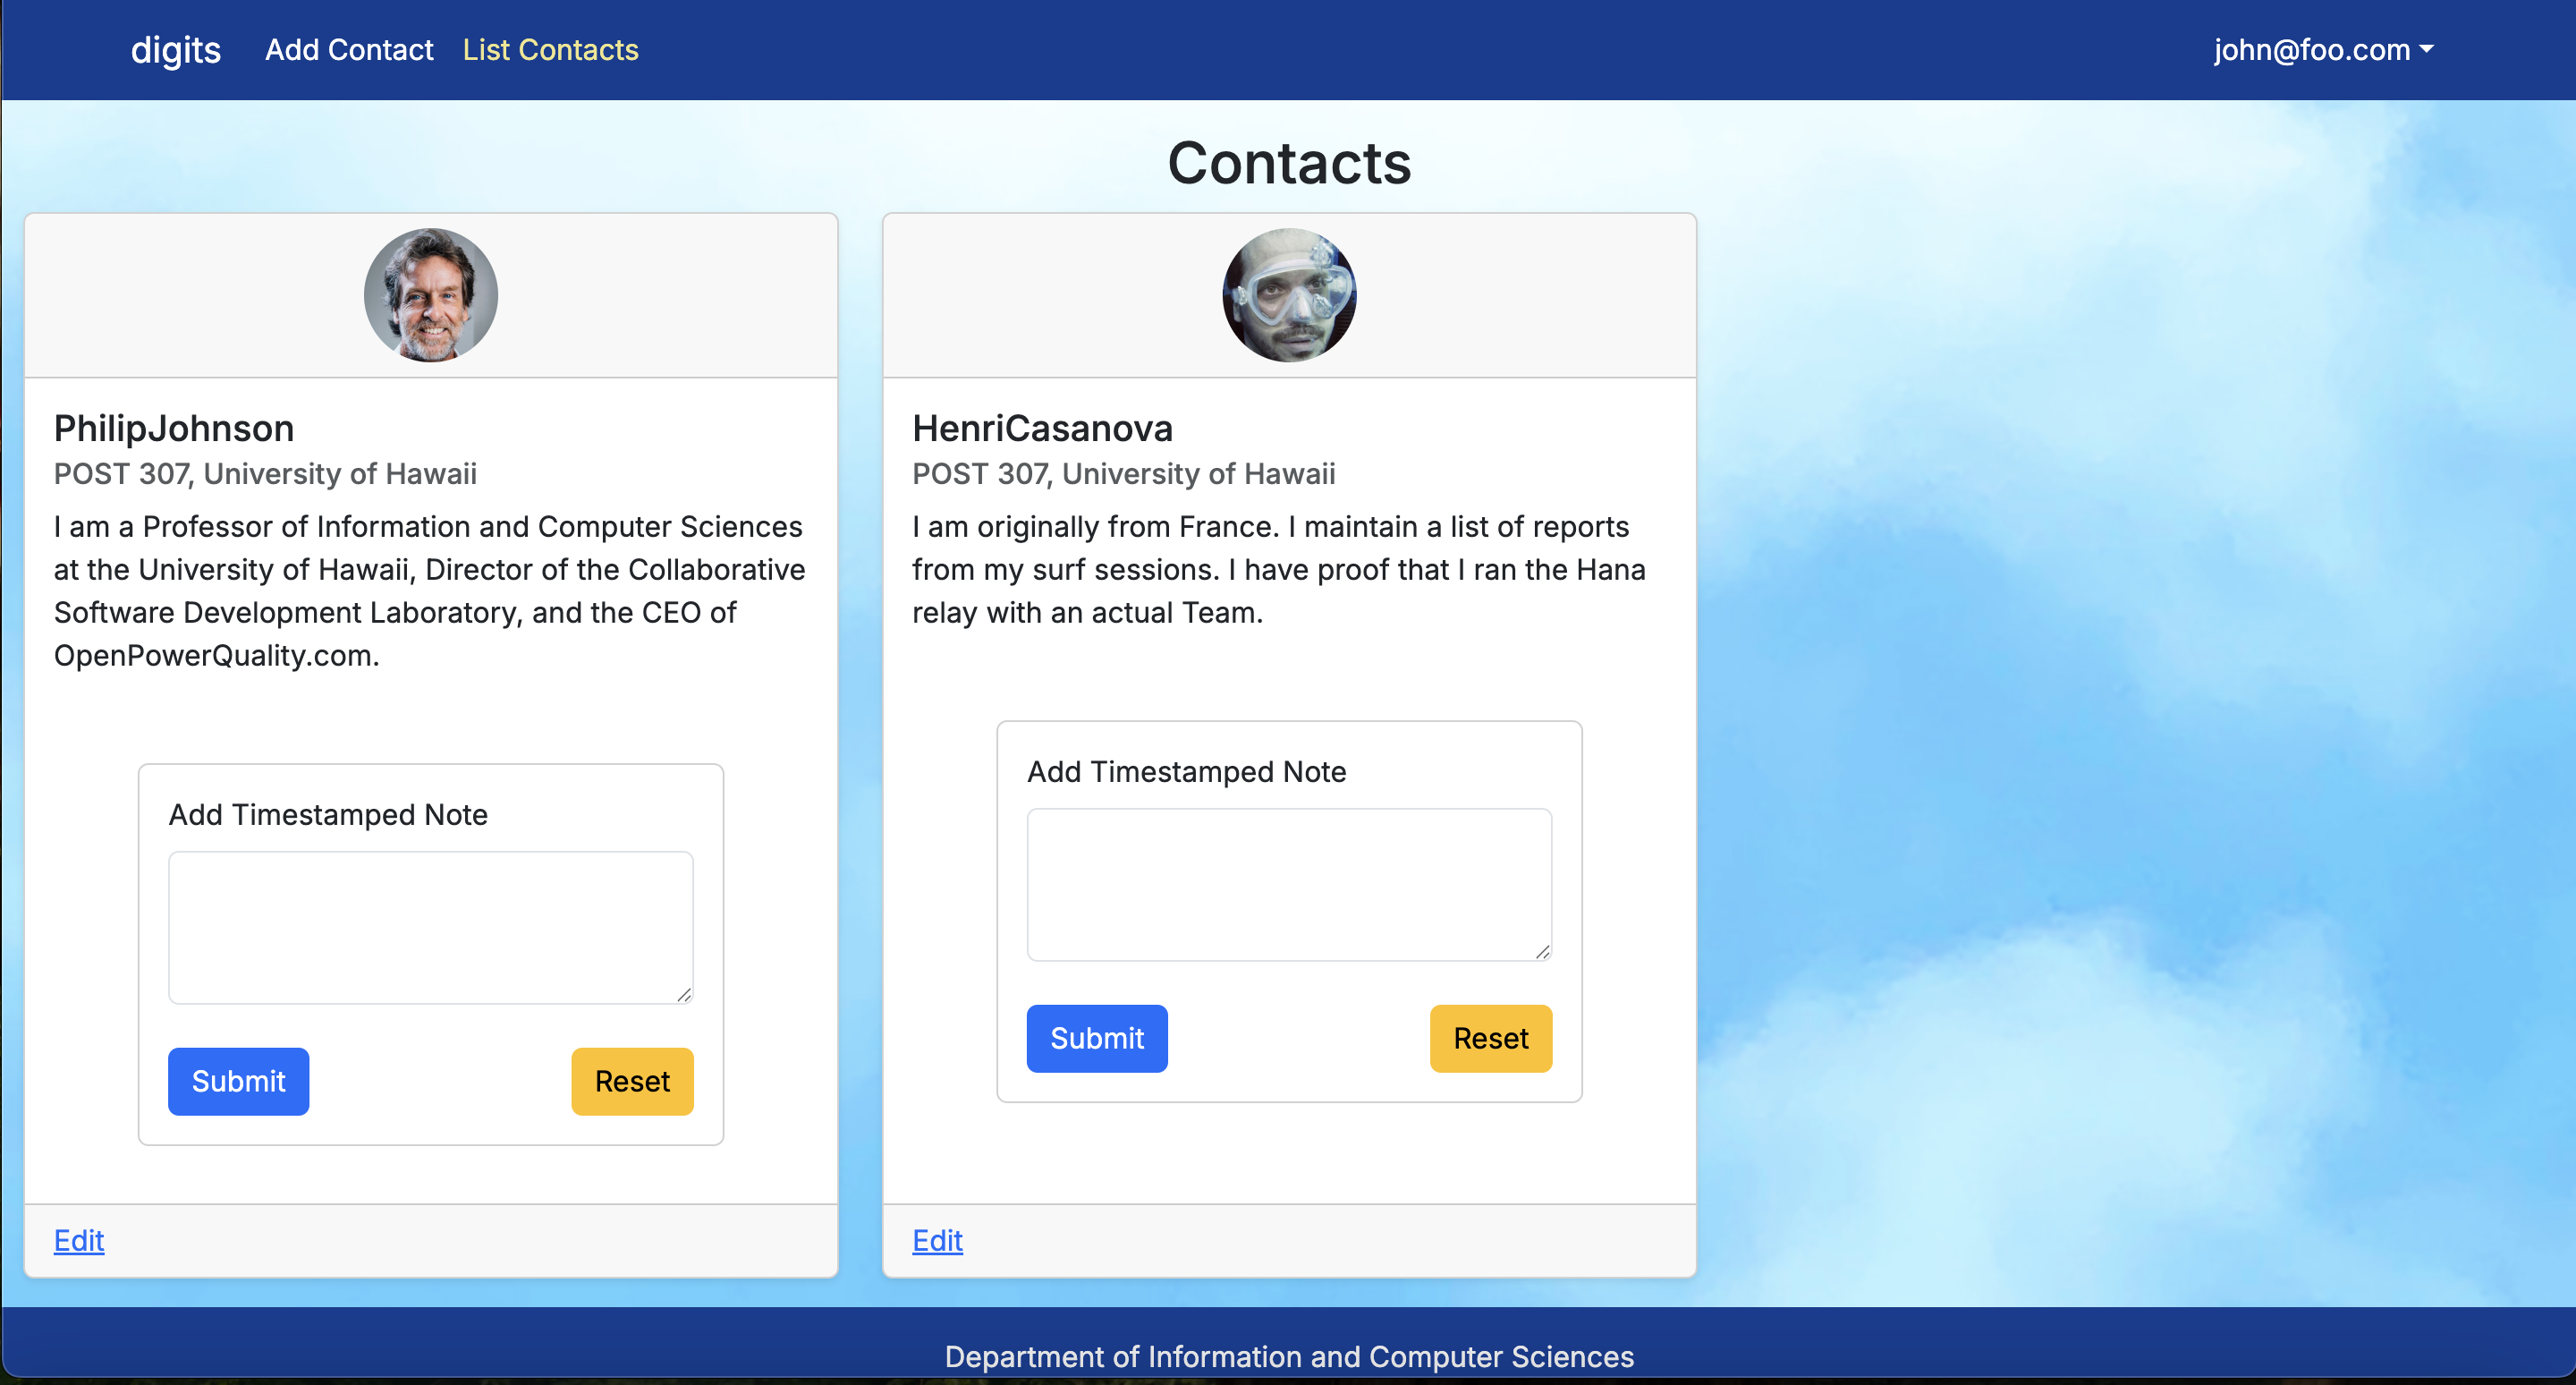 digits Add Contact List Contacts john@foo.com
Contacts
PhilipJohnson
POST 307, University of Hawaii
I am a Professor of Information and Computer Sciences
at the University of Hawaii, Director of the Collaborative
Software Development Laboratory, and the CEO of
OpenPowerQuality.com.
Add Timestamped Note
Submit Reset
Edit
HenriCasanova
POST 307, University of Hawaii
I am originally from France. I maintain a list of reports
from my surf sessions. I have proof that I ran the Hana
relay with an actual Team.
Add Timestamped Note
Submit Reset
Edit
Department of Information and Computer Sciences